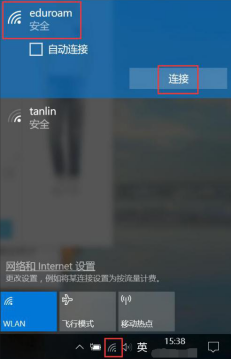 eduroam
安全
自动连接
连接
tanlin
安全
网络和 Internet 设置
更改设置，例如将某连接设置为按流量计费。
WLAN
飞行模式
移动热点
英
15:38